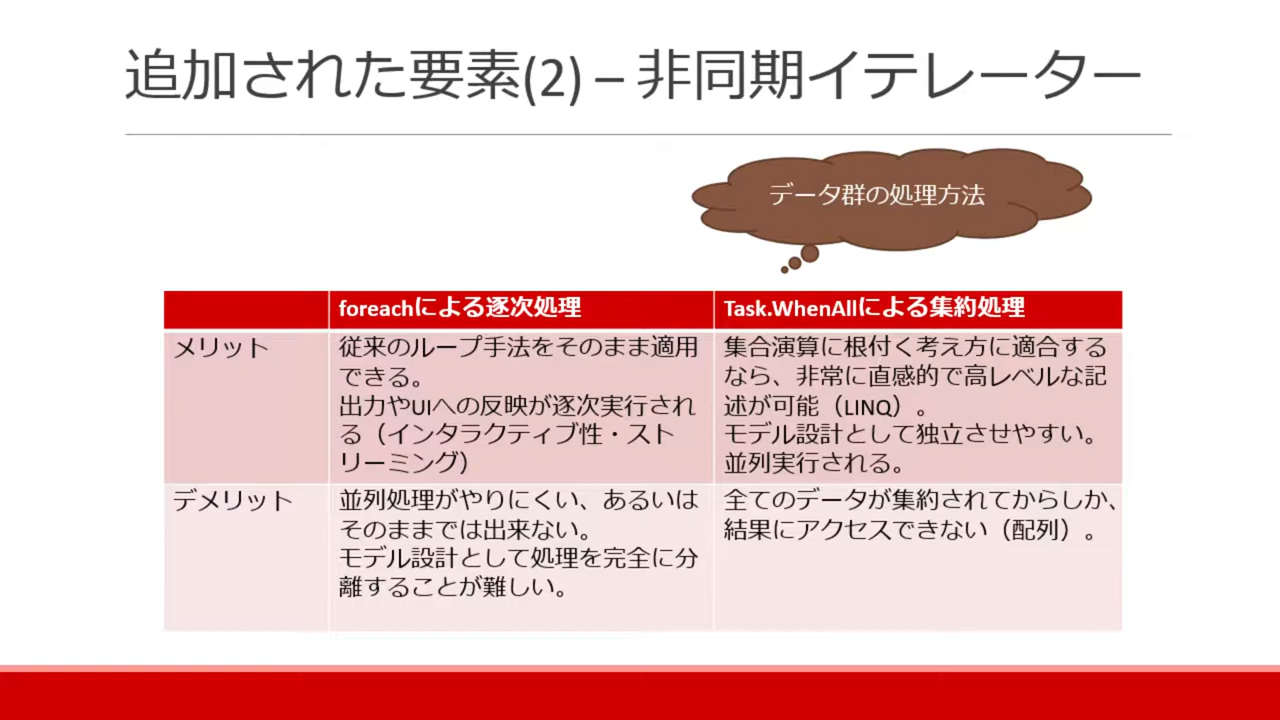 追加された要素(2) – 非同期イテレーター
データ群の処理方法
foreachによる逐次処理
Task.WhenAllによる集約処理
メリット
従来のループ手法をそのまま適用
できる。
出力やUIへの反映が逐次実行され
る（インタラクティブ性・スト
リーミング）
集合演算に根付く考え方に適合する
なら、非常に直感的で高レベルな記
述が可能（LINQ）。
モデル設計として独立させやすい。
並列実行される。
デメリット
並列処理がやりにくい、あるいは
そのままでは出来ない。
モデル設計として処理を完全に分
離することが難しい。
全てのデータが集約されてからしか、
結果にアクセスできない（配列）。